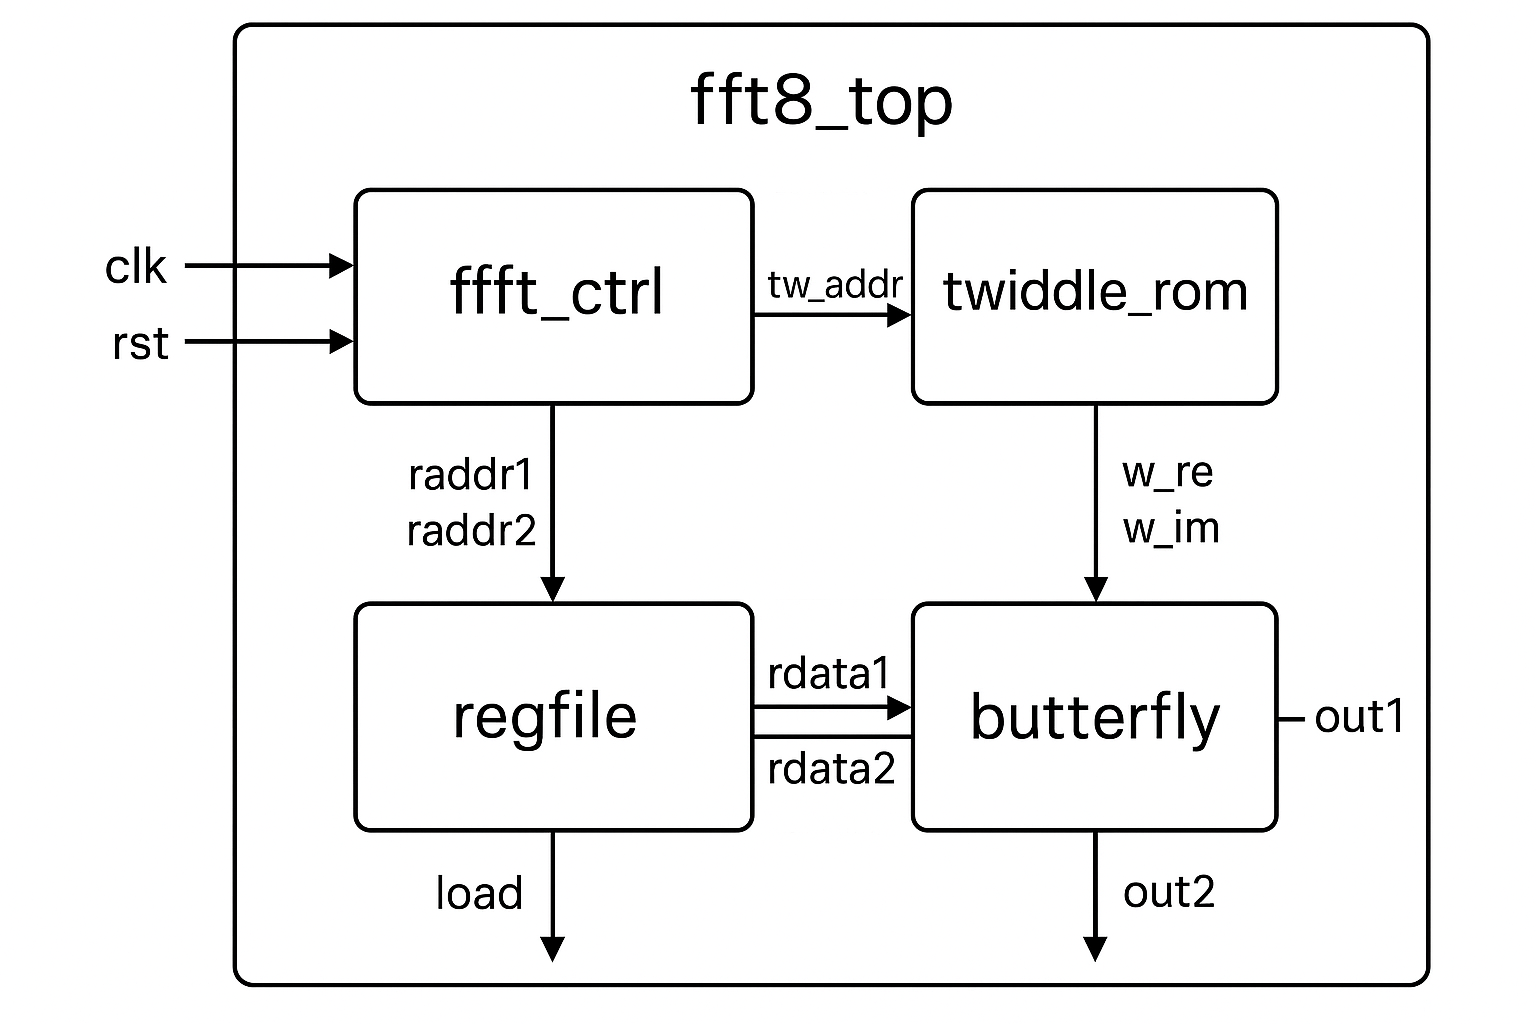 fft8_top
clk
rst
ffft_ctrl
tw_addr
twiddle_rom
raddr1
raddr2
w_re
w_im
regfile
rdata1
rdata2
butterfly
out1
load
out2